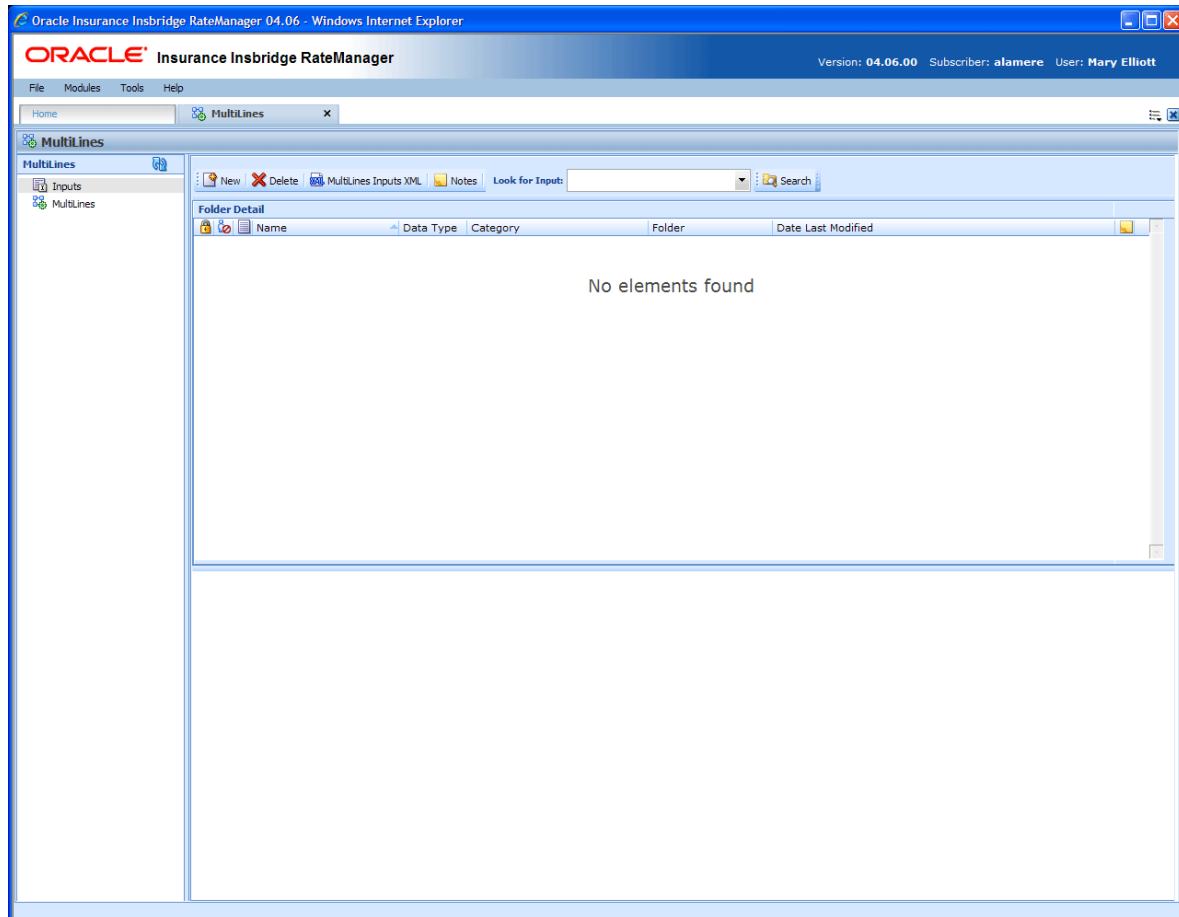 Oracle Insurance Insbridge RateManager 04.06 - Windows Internet Explorer
ORACLE Insurance Insbridge RateManager
Version: 04.06.00 Subscriber: alamere User: Mary Elliott
File Modules Tools Help
Home MultiLines x
MultiLines
MultiLines
Inputs
MultiLines
New Delete MultiLines Inputs XML Notes Look for Input: Search
Folder Detail
Name Data Type Category Folder Date Last Modified
No elements found